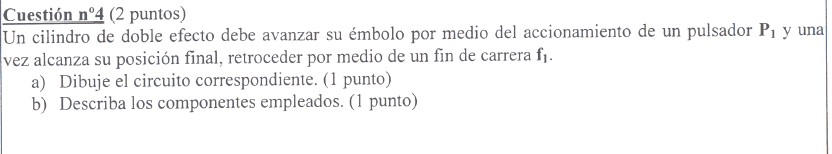 Cuestión nº4 (2 puntos)
Un cilindro de doble efecto debe avanzar su émbolo por medio del accionamiento de un pulsador P₁ y una
vez alcanza su posición final, retroceder por medio de un fin de carrera f₁.
a) Dibuje el circuito correspondiente. (1 punto)
b) Describa los componentes empleados. (1 punto)